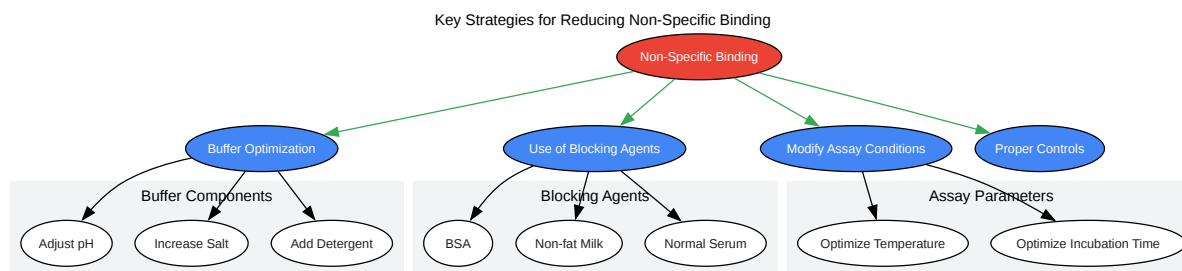 Key Strategies for Reducing Non-Specific Binding
Non-Specific Binding
Buffer Optimization
Use of Blocking Agents
Modify Assay Conditions
Proper Controls
Buffer Components
Blocking Agents
Assay Parameters
Adjust pH
Increase Salt
Add Detergent
BSA
Non-fat Milk
Normal Serum
Optimize Temperature
Optimize Incubation Time